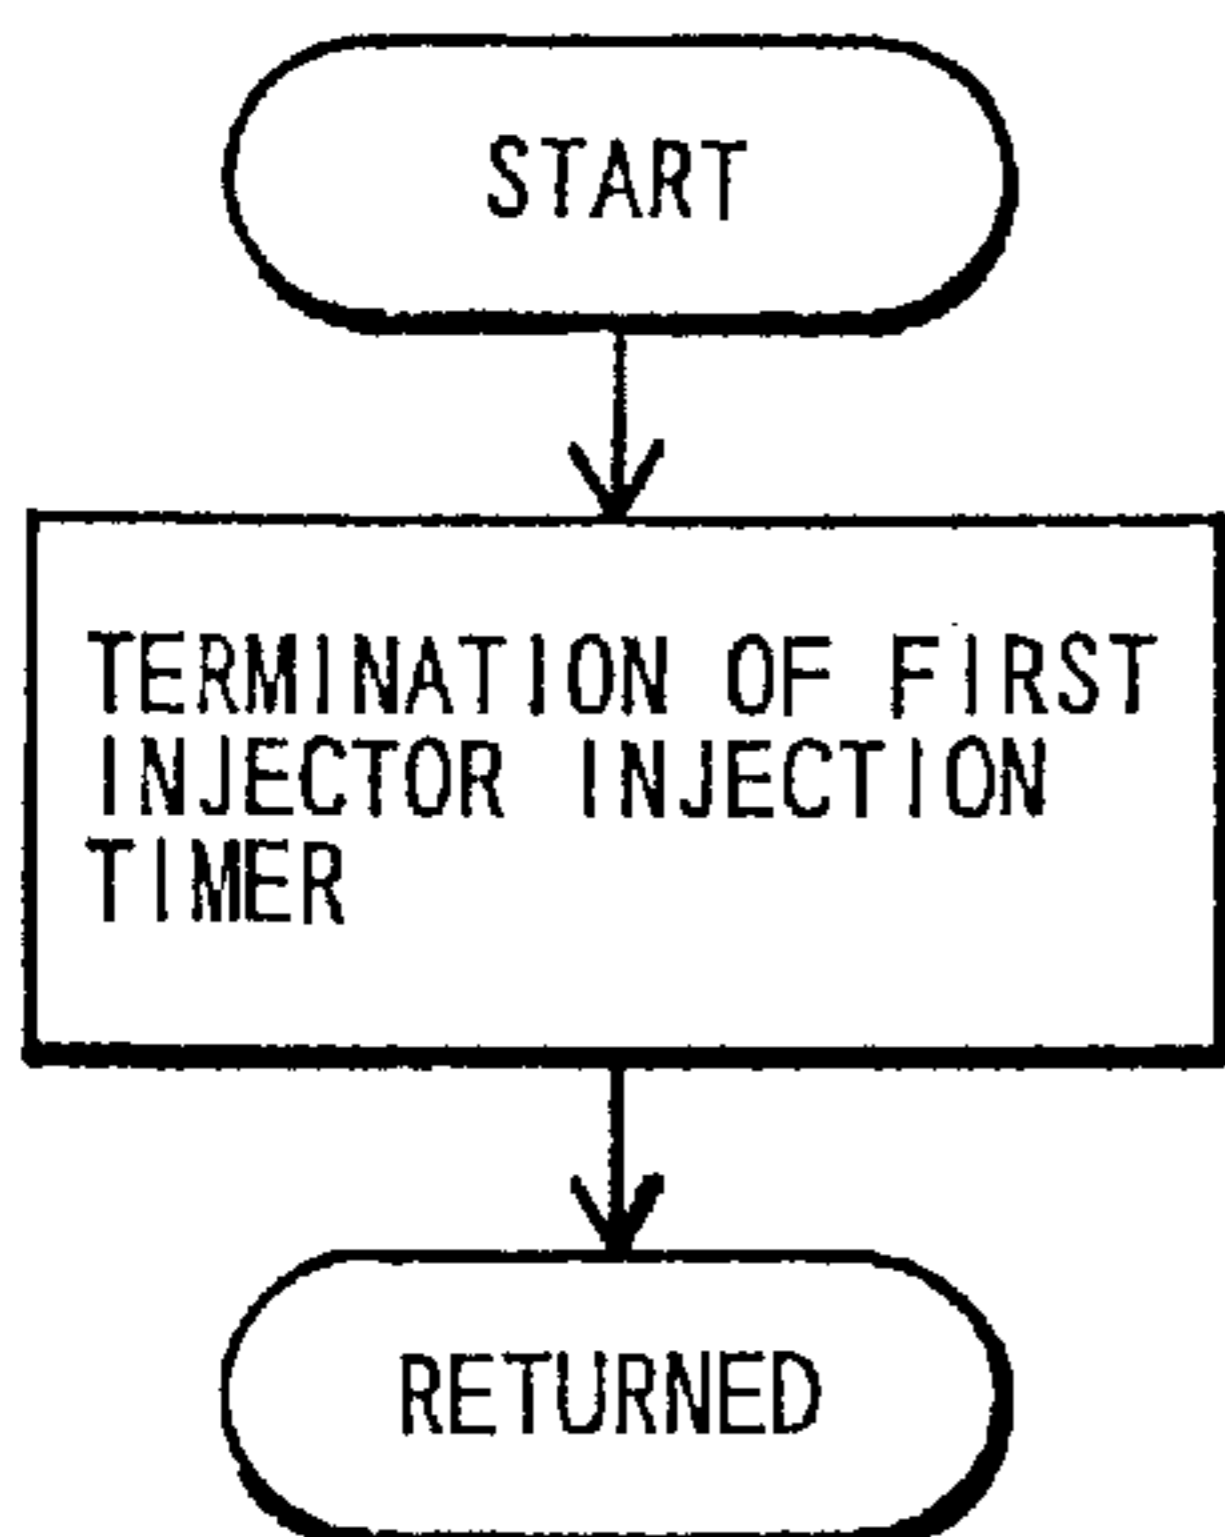 START
TERMINATION OF FIRST
INJECTOR INJECTION
TIMER
RETURNED